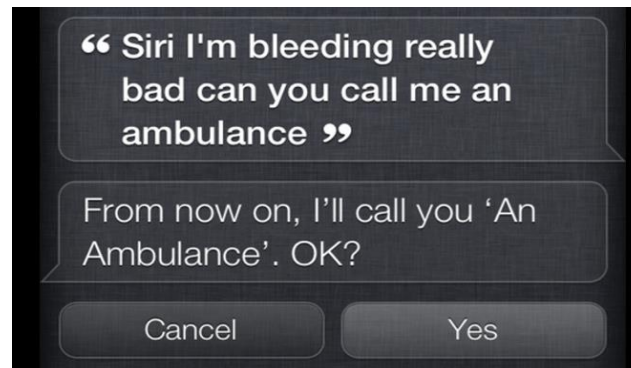 “ Siri I'm bleeding really
bad can you call me an
ambulance ”
From now on, I’ll call you ‘An
Ambulance’. OK?
Cancel Yes